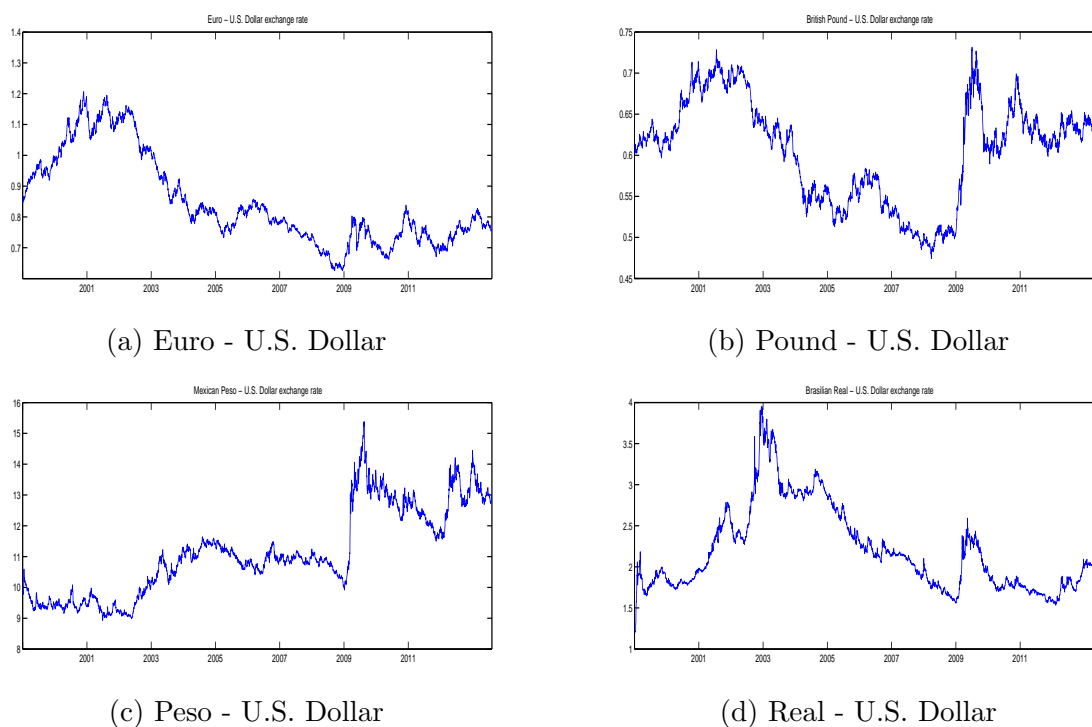 Euro – U.S. Dollar exchange rate
1.4
1.3
1.2
1.1
1
0.9
0.8
0.7
2001 2003 2005 2007 2009 2011
(a) Euro - U.S. Dollar
British Pound – U.S. Dollar exchange rate
0.75
0.7
0.65
0.6
0.55
0.5
0.45
2001 2003 2005 2007 2009 2011
(b) Pound - U.S. Dollar
Mexican Peso – U.S. Dollar exchange rate
16
15
14
13
12
11
10
9
8
2001 2003 2005 2007 2009 2011
(c) Peso - U.S. Dollar
Brasilian Real – U.S. Dollar exchange rate
4
3.5
3
2.5
2
1.5
1
2001 2003 2005 2007 2009 2011
(d) Real - U.S. Dollar